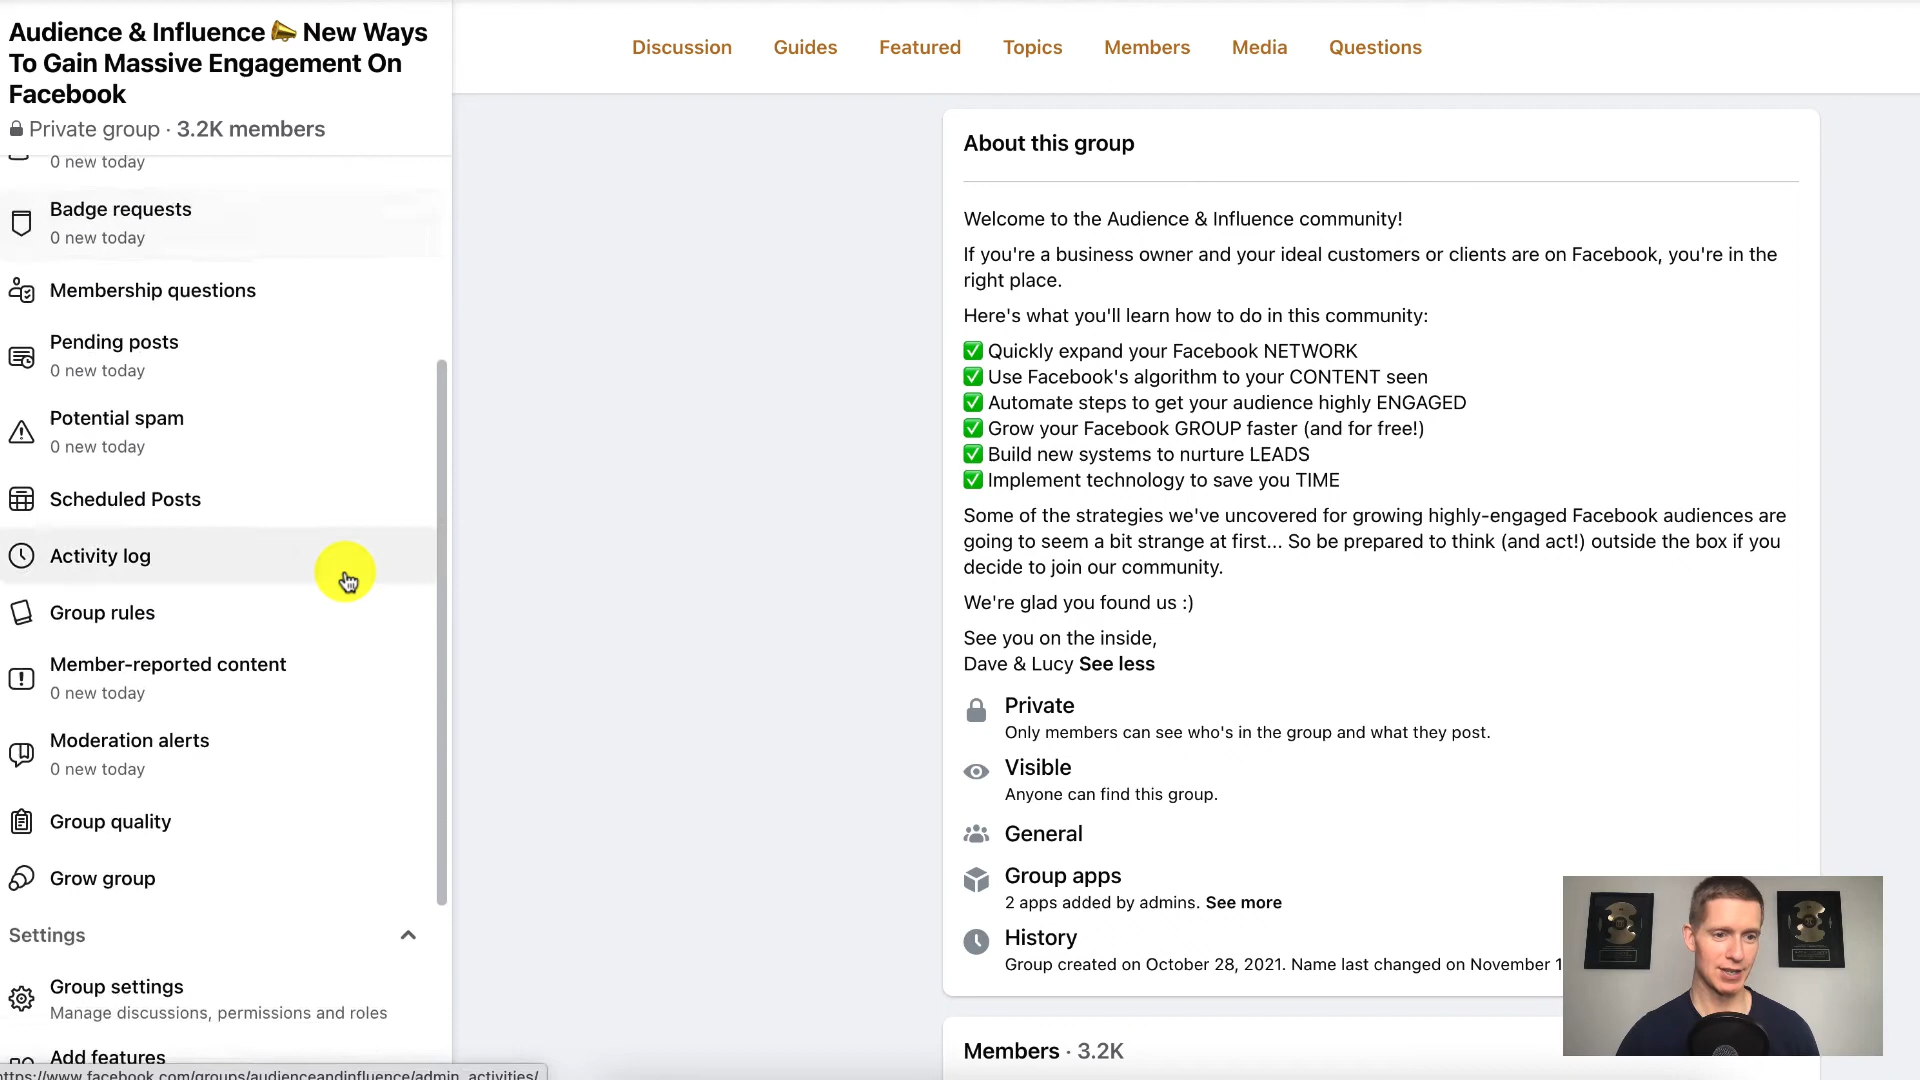 Audience & Influence 📣 New Ways
To Gain Massive Engagement On
Facebook
Private group · 3.2K members
0 new today
Badge requests
0 new today
Membership questions
Pending posts
0 new today
Potential spam
0 new today
Scheduled Posts
Activity log
Group rules
Member-reported content
0 new today
Moderation alerts
0 new today
Group quality
Grow group
Settings
Group settings
Manage discussions, permissions and roles
Add features
https://www.facebook.com/groups/audienceandinfluence/admin_activities/
Discussion Guides Featured Topics Members Media Questions
About this group
Welcome to the Audience & Influence community!
If you're a business owner and your ideal customers or clients are on Facebook, you're in the
right place.
Here's what you'll learn how to do in this community:
✅ Quickly expand your Facebook NETWORK
✅ Use Facebook's algorithm to your CONTENT seen
✅ Automate steps to get your audience highly ENGAGED
✅ Grow your Facebook GROUP faster (and for free!)
✅ Build new systems to nurture LEADS
✅ Implement technology to save you TIME
Some of the strategies we've uncovered for growing highly-engaged Facebook audiences are
going to seem a bit strange at first... So be prepared to think (and act!) outside the box if you
decide to join our community.
We're glad you found us :)
See you on the inside,
Dave & Lucy See less
Private
Only members can see who's in the group and what they post.
Visible
Anyone can find this group.
General
Group apps
2 apps added by admins. See more
History
Group created on October 28, 2021. Name last changed on November 1
Members · 3.2K